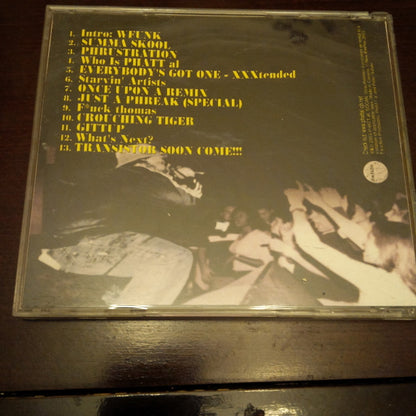 1. Intro: WFUNK
2. SUMMA SKOOL
3. PHRUSTRATION
4. Who Is PHATT al
5. EVERYBODY'S GOT ONE - XXXtended
6. Starvin' Artists
7. ONCE UPON A REMIX
8. JUST A PHREAK (SPECIAL)
9. F*uck thomas
10. CROUCHING TIGER
11. GITTUP
12. What's Next?
13. TRANSISTOR SOON COME!!!